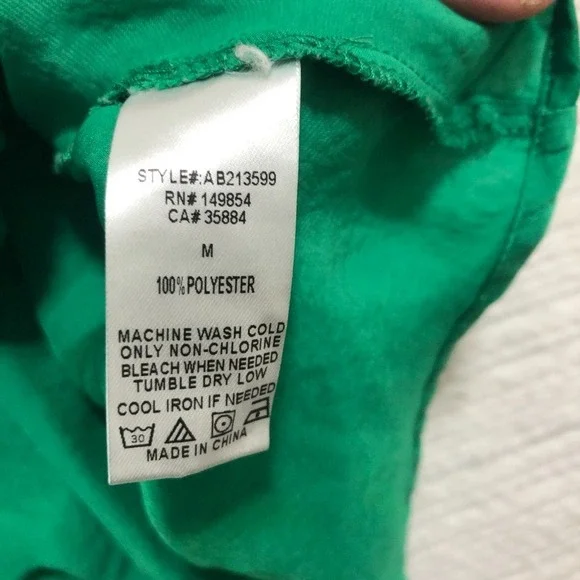 STYLE#:AB213599
RN# 149854
CA# 35884
M
100% POLYESTER
MACHINE WASH COLD
ONLY NON-CHLORINE
BLEACH WHEN NEEDED
TUMBLE DRY LOW
COOL IRON IF NEEDED
30
MADE IN CHINA